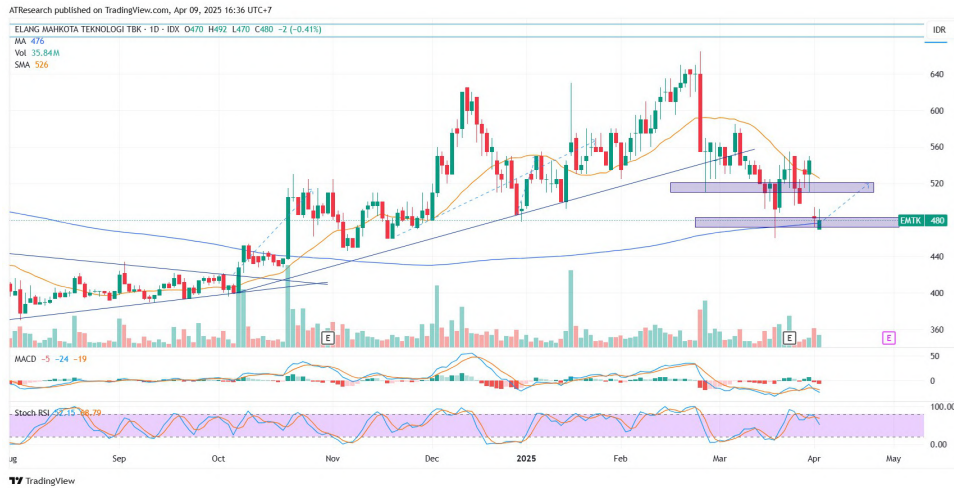 ATResearch published on TradingView.com, Apr 09, 2025 16:36 UTC+7
ELANG MAHKOTA TEKNOLOGI TBK · 1D · IDX O470 H492 L470 C480 −2 (−0.41%)
IDR
MA 476
Vol 35.84M
SMA 526
640
600
560
520
EMTK 480
440
400
360
E
E
E
MACD −5 −24 −19
50
0
Stoch RSI 52.15
100.00
0.00
ug Sep Oct Nov Dec 2025 Feb Mar Apr May
TradingView